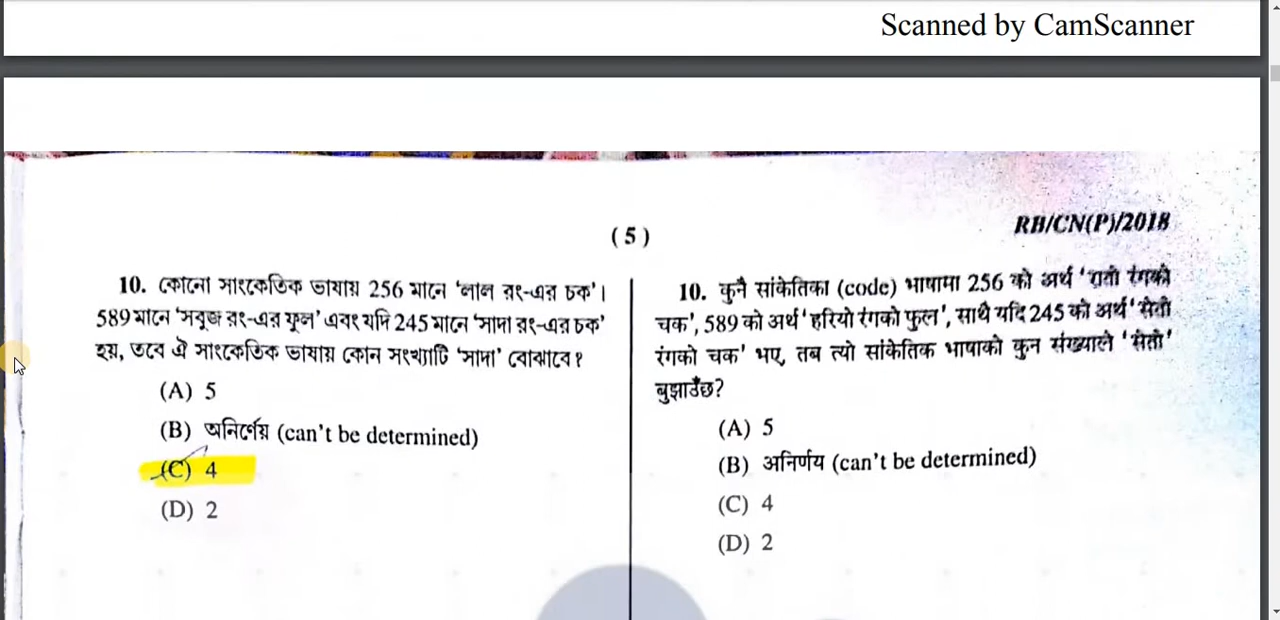 Scanned by CamScanner
RB/CN(P)/2018
( 5 )
10. কোনো সাংকেতিক ভাষায় 256 মানে ‘লাল রং-এর চক’।
589 মানে ‘সবুজ রং-এর ফুল’ এবং যদি 245 মানে ‘সাদা রং-এর চক’
হয়, তবে ঐ সাংকেতিক ভাষায় কোন সংখ্যাটি ‘সাদা’ বোঝাবে?
(A) 5
(B) অনির্ণেয় (can't be determined)
(C) 4
(D) 2
10. कुनै सांकेतिका (code) भाषामा 256 को अर्थ ‘रातो रंगको
चक’, 589 को अर्थ ‘हरियो रंगको फुल’, साथै यदि 245 को अर्थ ‘सेतो
रंगको चक’ भए, तब त्यो सांकेतिक भाषाको कुन संख्याले ‘सेतो’
बुझाउँछ?
(A) 5
(B) अनिर्णय (can't be determined)
(C) 4
(D) 2